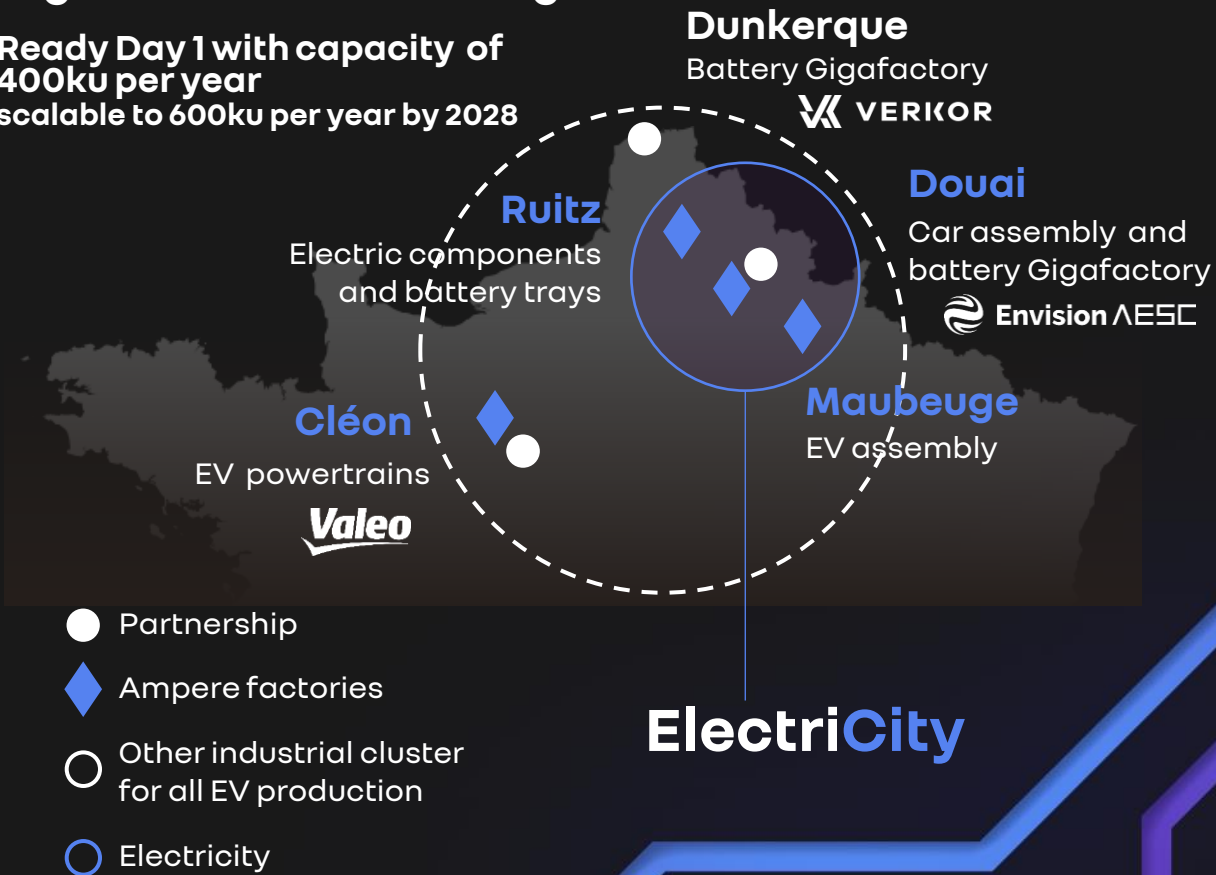 Ready Day 1 with capacity of
400ku per year
scalable to 600ku per year by 2028
Dunkerque
Battery Gigafactory
VERKOR
Douai
Car assembly and
battery Gigafactory
Envision AESC
Ruitz
Electric components
and battery trays
Maubeuge
EV assembly
Cléon
EV powertrains
Valeo
Partnership
Ampere factories
Other industrial cluster
for all EV production
Electricity
ElectriCity